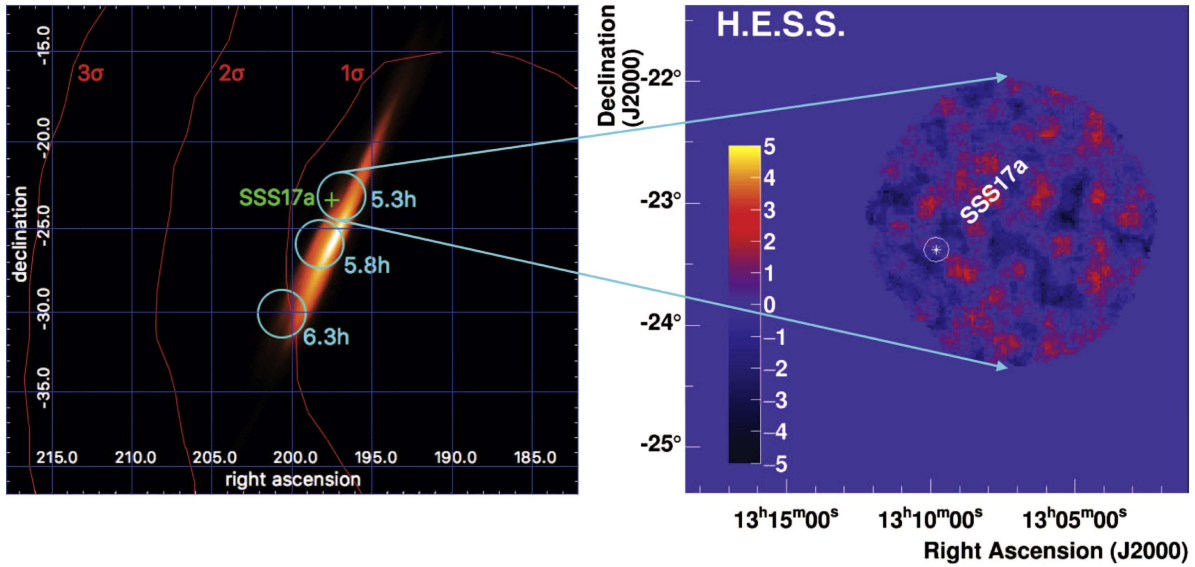 3σ
2σ
1σ
-15.0
-20.0
-25.0
-30.0
-35.0
declination
SSS17a
5.3h
5.8h
6.3h
215.0
210.0
205.0
200.0
195.0
190.0
185.0
right ascension
H.E.S.S.
Declination
(J2000)
-22°
-23°
-24°
-25°
5
4
3
2
1
0
−1
−2
−3
−4
−5
SSS17a
13ʰ15ᵐ00ˢ
13ʰ10ᵐ00ˢ
13ʰ05ᵐ00ˢ
Right Ascension (J2000)